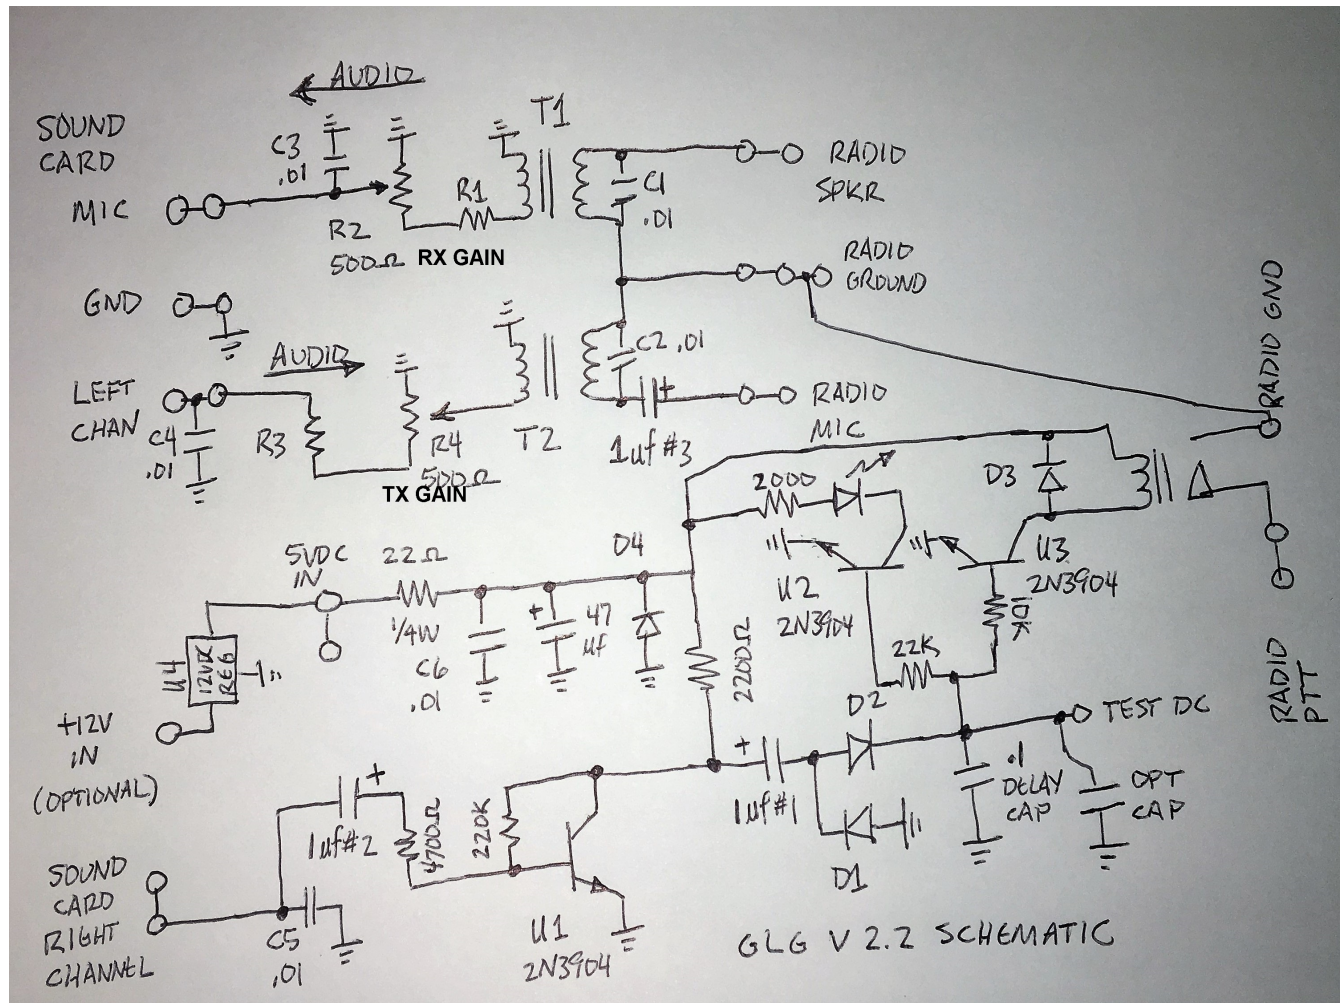 AUDIO
SOUND
CARD
MIC
C3
.01
R2
500Ω
RX GAIN
R1
T1
C1
.01
RADIO
SPKR
RADIO
GROUND
GND
AUDIO
LEFT
CHAN
C4
.01
R3
R4
500Ω
TX GAIN
T2
C2 .01
1uf #3
RADIO
MIC
RADIO GND
RADIO
PTT
D3
2000
U3
2N3904
10K
U2
2N3904
22K
5VDC
IN
22Ω
1/4W
C6
.01
+
47
uf
D4
2200Ω
U4
12VDC
REG
+12V
IN
(OPTIONAL)
D2
TEST DC
.1
DELAY
CAP
OPT
CAP
+
1uf #1
D1
+
1uf #2
4700Ω
220K
U1
2N3904
SOUND
CARD
RIGHT
CHANNEL
C5
.01
+
GLG V 2.2 SCHEMATIC